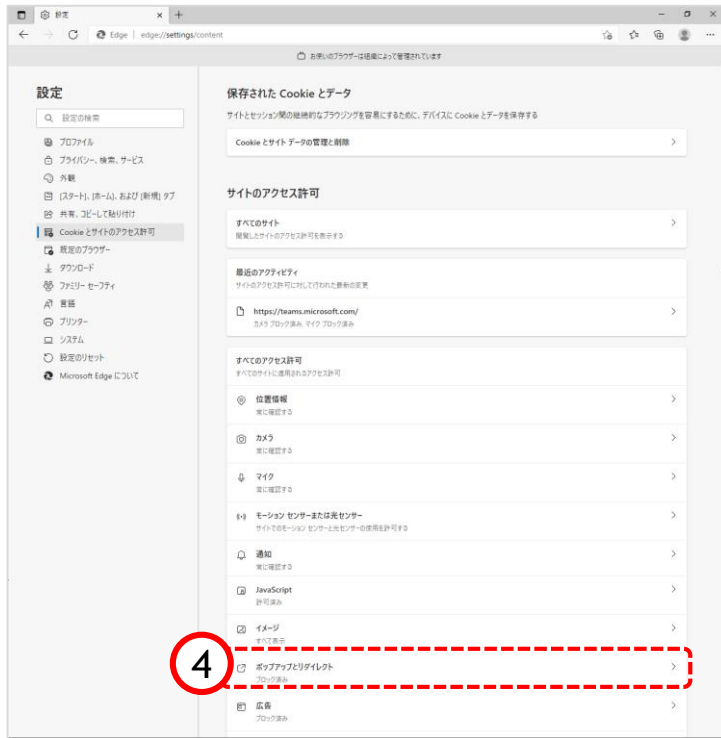 設定
Edge | edge://settings/content
お使いのブラウザーは組織によって管理されています
設定
設定の検索
プロファイル
プライバシー、検索、サービス
外観
[スタート]、[ホーム]、および [新規] タブ
共有、コピーして貼り付け
Cookie とサイトのアクセス許可
既定のブラウザー
ダウンロード
ファミリー セーフティ
言語
プリンター
システム
設定のリセット
Microsoft Edge について
保存された Cookie とデータ
サイトとセッション間の継続的なブラウジングを容易にするために、デバイスに Cookie とデータを保存する
Cookie とサイト データの管理と削除
サイトのアクセス許可
すべてのサイト
閲覧したサイトのアクセス許可を表示する
最近のアクティビティ
サイトのアクセス許可に対して行われた最新の変更
https://teams.microsoft.com/
カメラ ブロック済み、マイク ブロック済み
すべてのアクセス許可
すべてのサイトに適用されるアクセス許可
位置情報
常に確認する
カメラ
常に確認する
マイク
常に確認する
モーション センサーまたは光センサー
サイトでのモーション センサーと光センサーの使用を許可する
通知
常に確認する
JavaScript
許可済み
イメージ
すべて表示
4
ポップアップとリダイレクト
ブロック済み
広告
ブロック済み